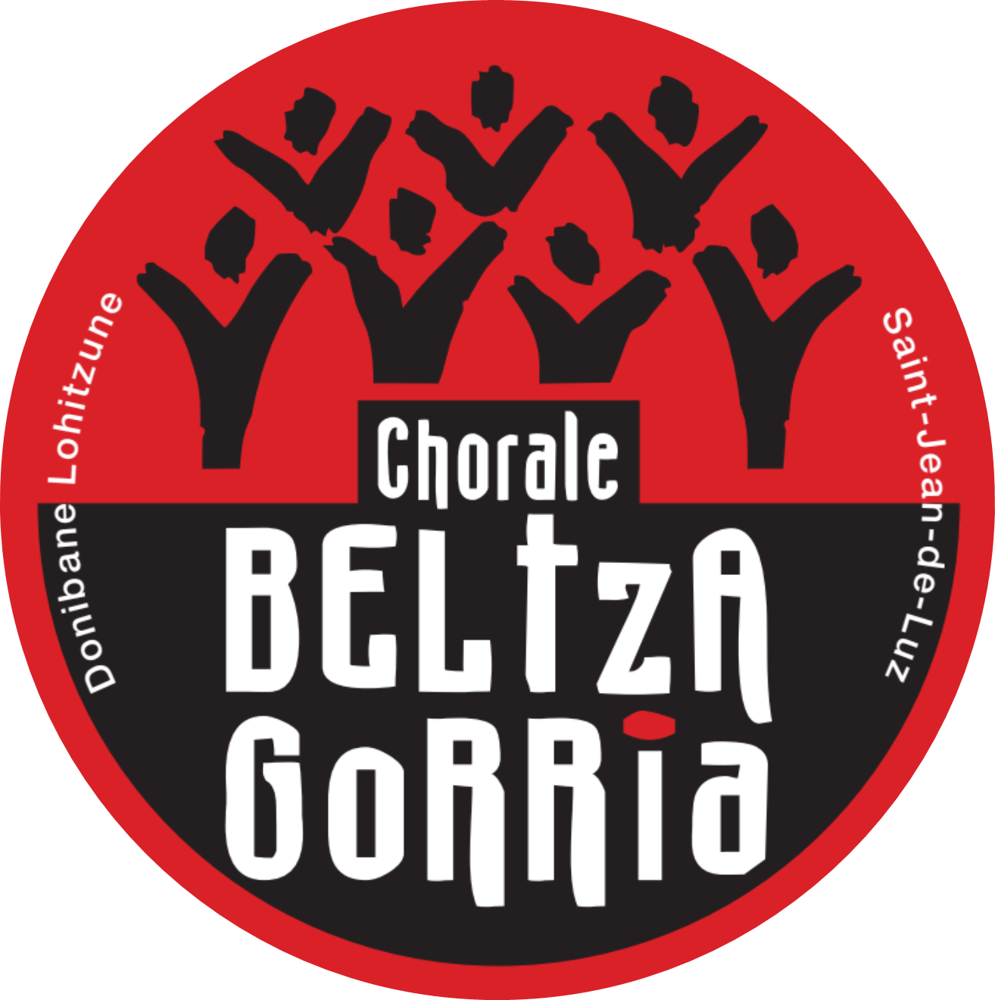 Donibane Lohitzune
Saint-Jean-de-Luz
Chorale
BELtzA
GoRRia